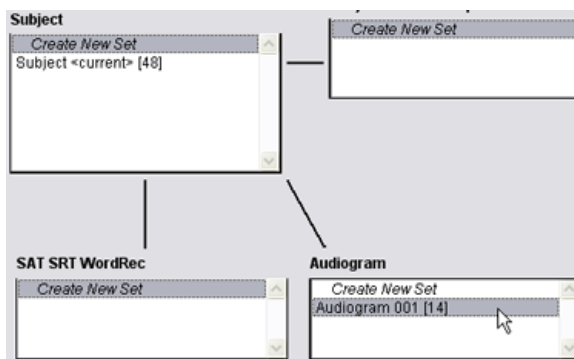 Subject
Create New Set
Subject <current> [48]
Create New Set
SAT SRT WordRec
Create New Set
Audiogram
Create New Set
Audiogram 001 [14]